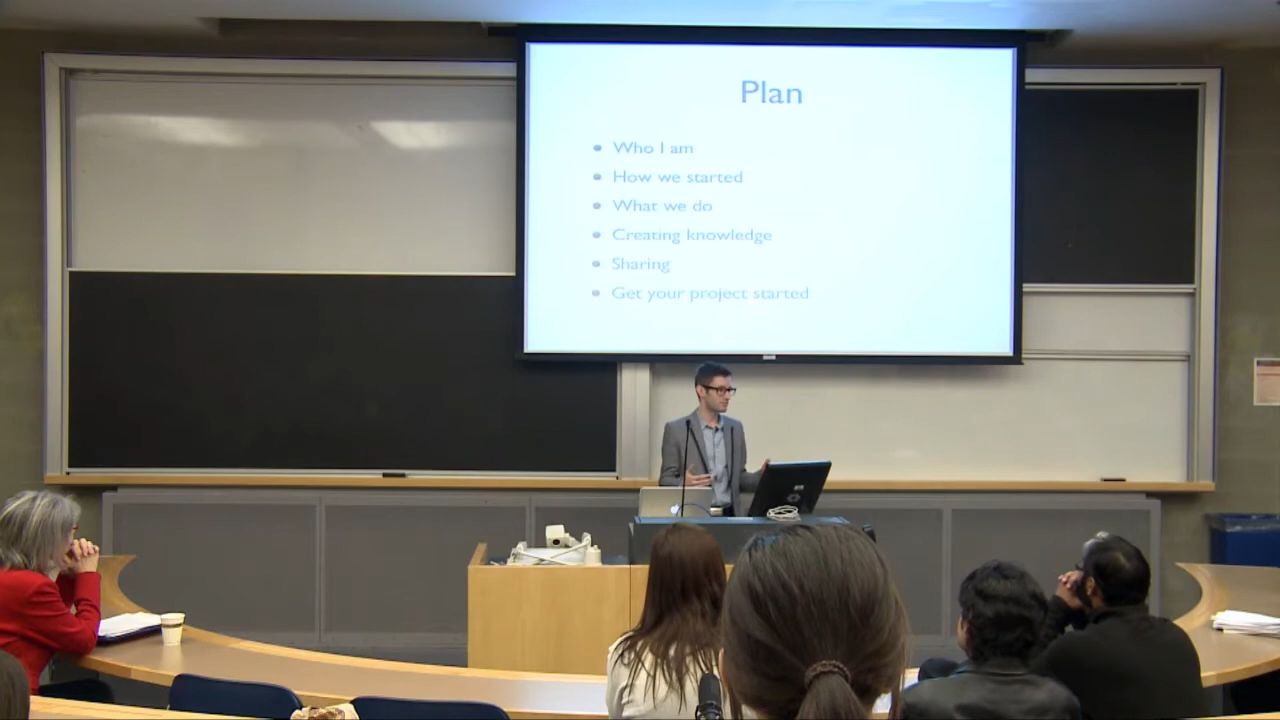 Plan
Who I am
How we started
What we do
Creating knowledge
Sharing
Get your project started